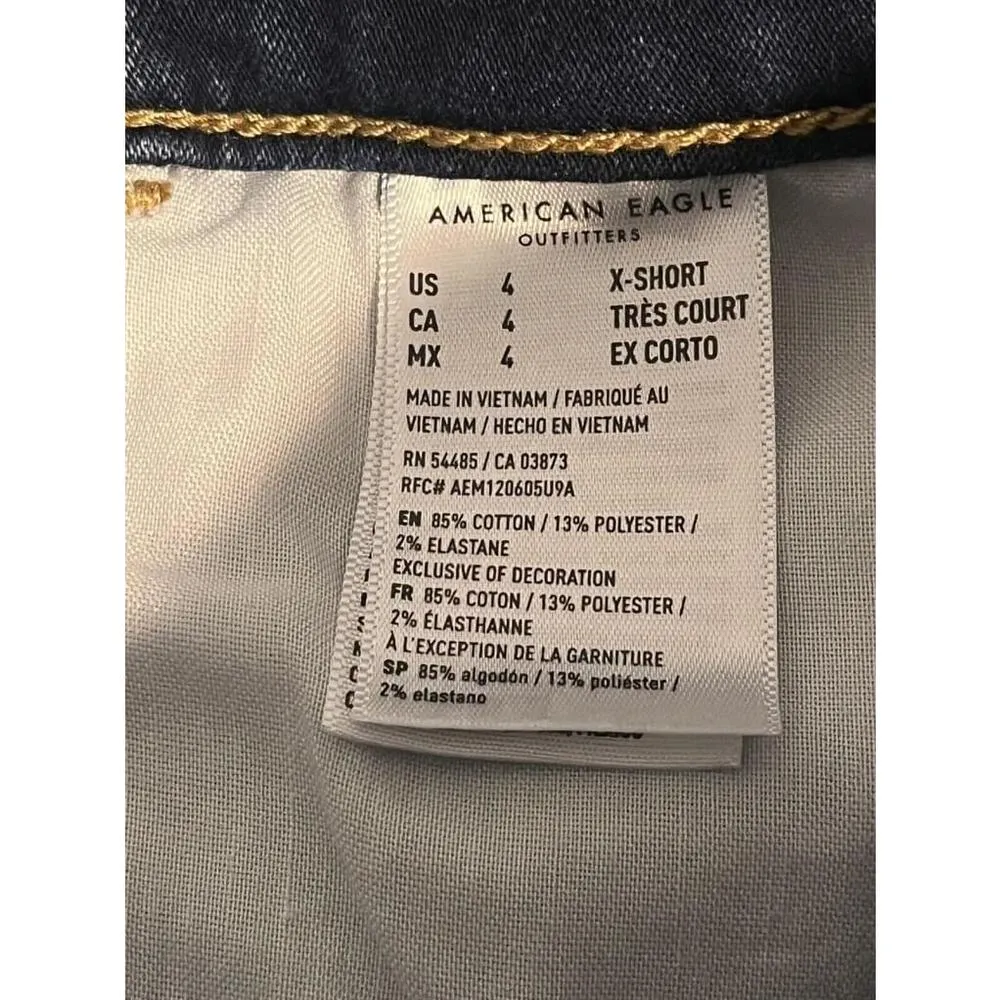 AMERICAN EAGLE
OUTFITTERS
US 4 X-SHORT
CA 4 TRÈS COURT
MX 4 EX CORTO
MADE IN VIETNAM / FABRIQUÉ AU
VIETNAM / HECHO EN VIETNAM
RN 54485 / CA 03873
RFC# AEM120605U9A
EN 85% COTTON / 13% POLYESTER /
2% ELASTANE
EXCLUSIVE OF DECORATION
FR 85% COTON / 13% POLYESTER /
2% ÉLASTHANNE
À L'EXCEPTION DE LA GARNITURE
SP 85% algodón / 13% poliéster /
2% elastano